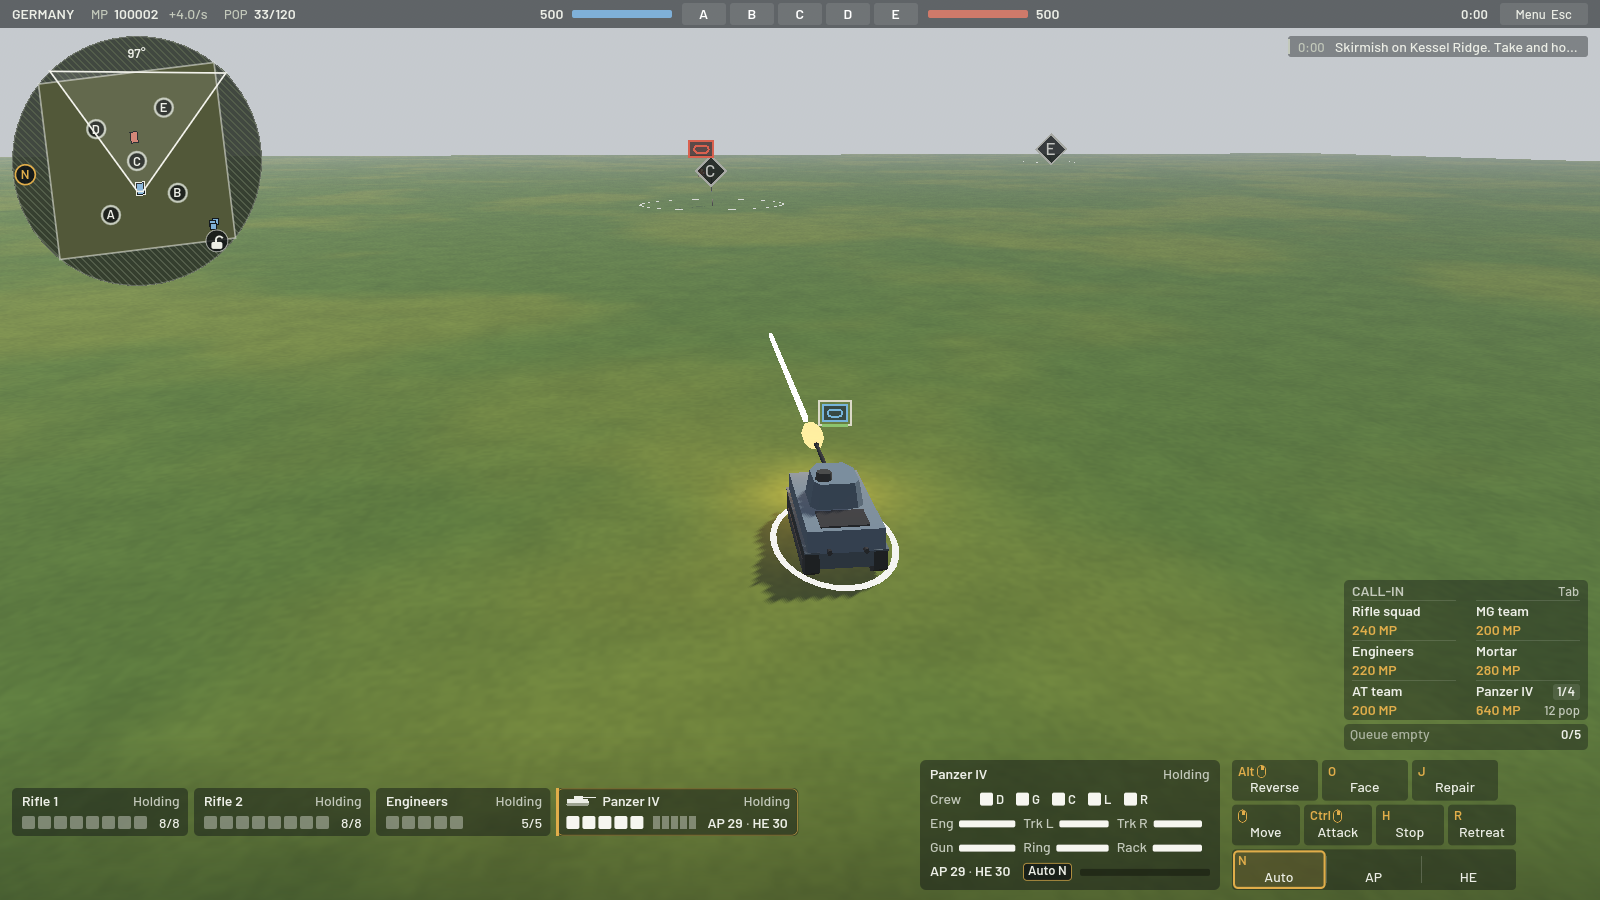 GERMANY MP 100002 +4.0/s POP 33/120
500 A B C D E 500
0:00 Menu Esc
0:00 Skirmish on Kessel Ridge. Take and ho...
97°
E
D
C
N
B
A
C
E
CALL-IN Tab
Rifle squad MG team
240 MP 200 MP
Engineers Mortar
220 MP 280 MP
AT team Panzer IV 1/4
200 MP 640 MP 12 pop
Queue empty 0/5
Rifle 1 Holding
8/8
Rifle 2 Holding
8/8
Engineers Holding
5/5
Panzer IV Holding
AP 29 · HE 30
Panzer IV Holding
Crew D G C L R
Eng Trk L Trk R
Gun Ring Rack
AP 29 · HE 30 Auto N
Alt O J
Reverse Face Repair
Ctrl H R
Move Attack Stop Retreat
N
Auto AP HE